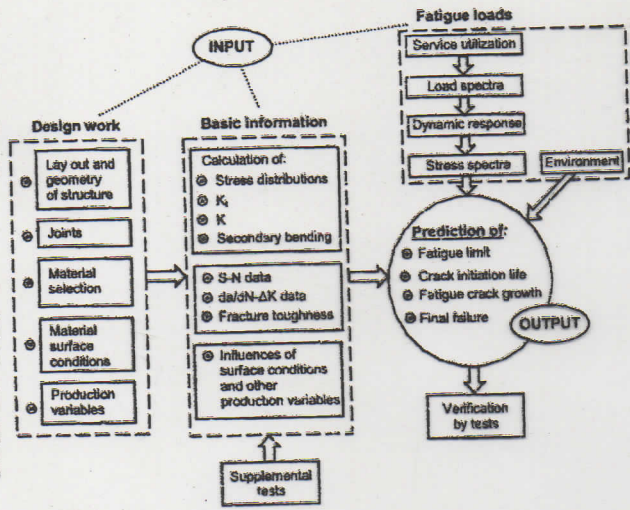 Fatigue loads
INPUT
Service utilization
Load spectra
Dynamic response
Stress spectra
Environment
Design work
Lay out and
geometry
of structure
Joints
Material
selection
Material
surface
conditions
Production
variables
Basic information
Calculation of:
Stress distributions
Kt
K
Secondary bending
S-N data
da/dN-ΔK data
Fracture toughness
Influences of
surface conditions
and other
production variables
Supplemental
tests
Prediction of:
Fatigue limit
Crack initiation life
Fatigue crack growth
Final failure
OUTPUT
Verification
by tests